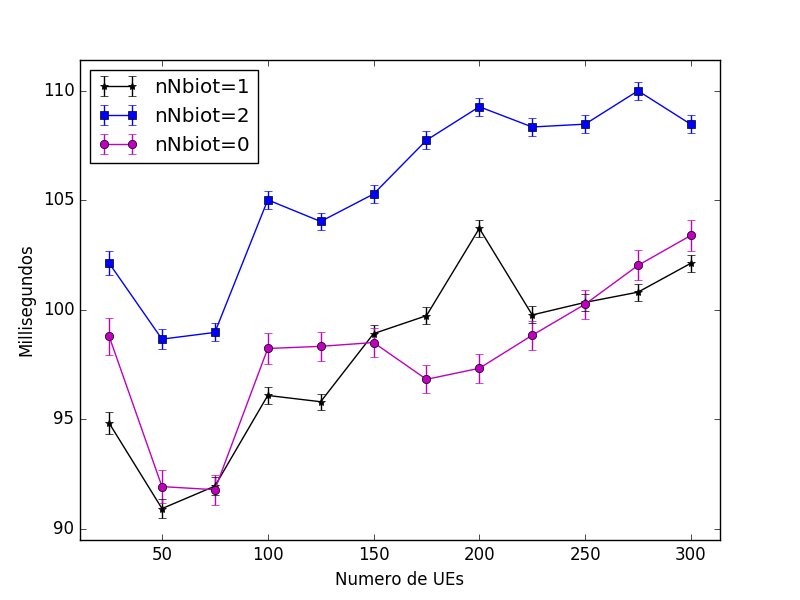 nNbiot=1
nNbiot=2
nNbiot=0
110
105
100
95
90
Millisegundos
50 100 150 200 250 300
Numero de UEs